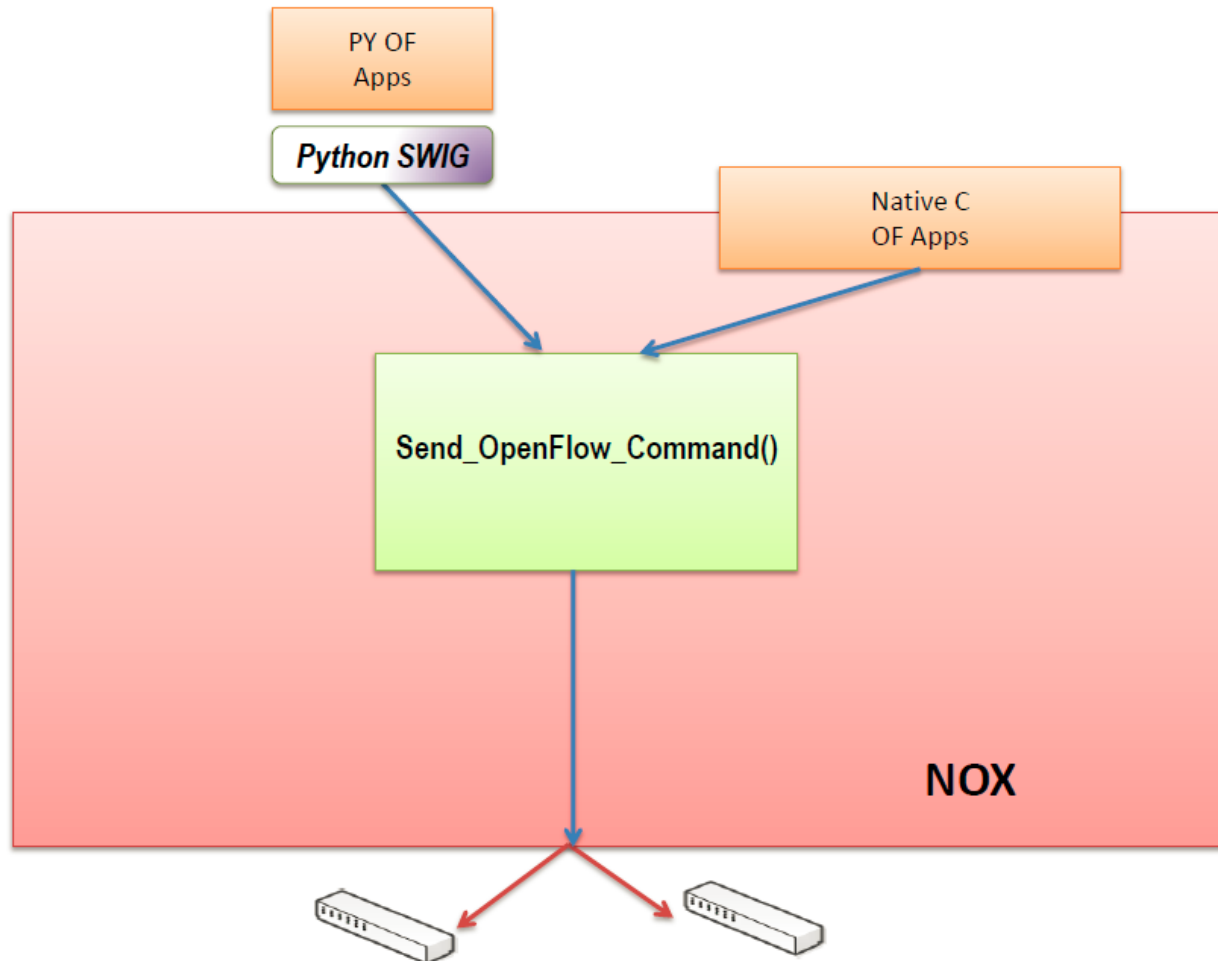 PY OF
Apps
Python SWIG
Native C
OF Apps
Send_OpenFlow_Command()
NOX